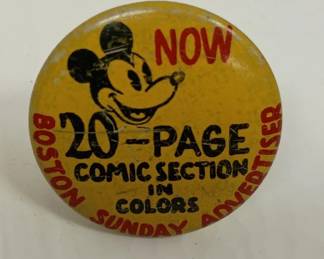 NOW
20-PAGE
COMIC SECTION
IN
COLORS
BOSTON SUNDAY ADVERTISER